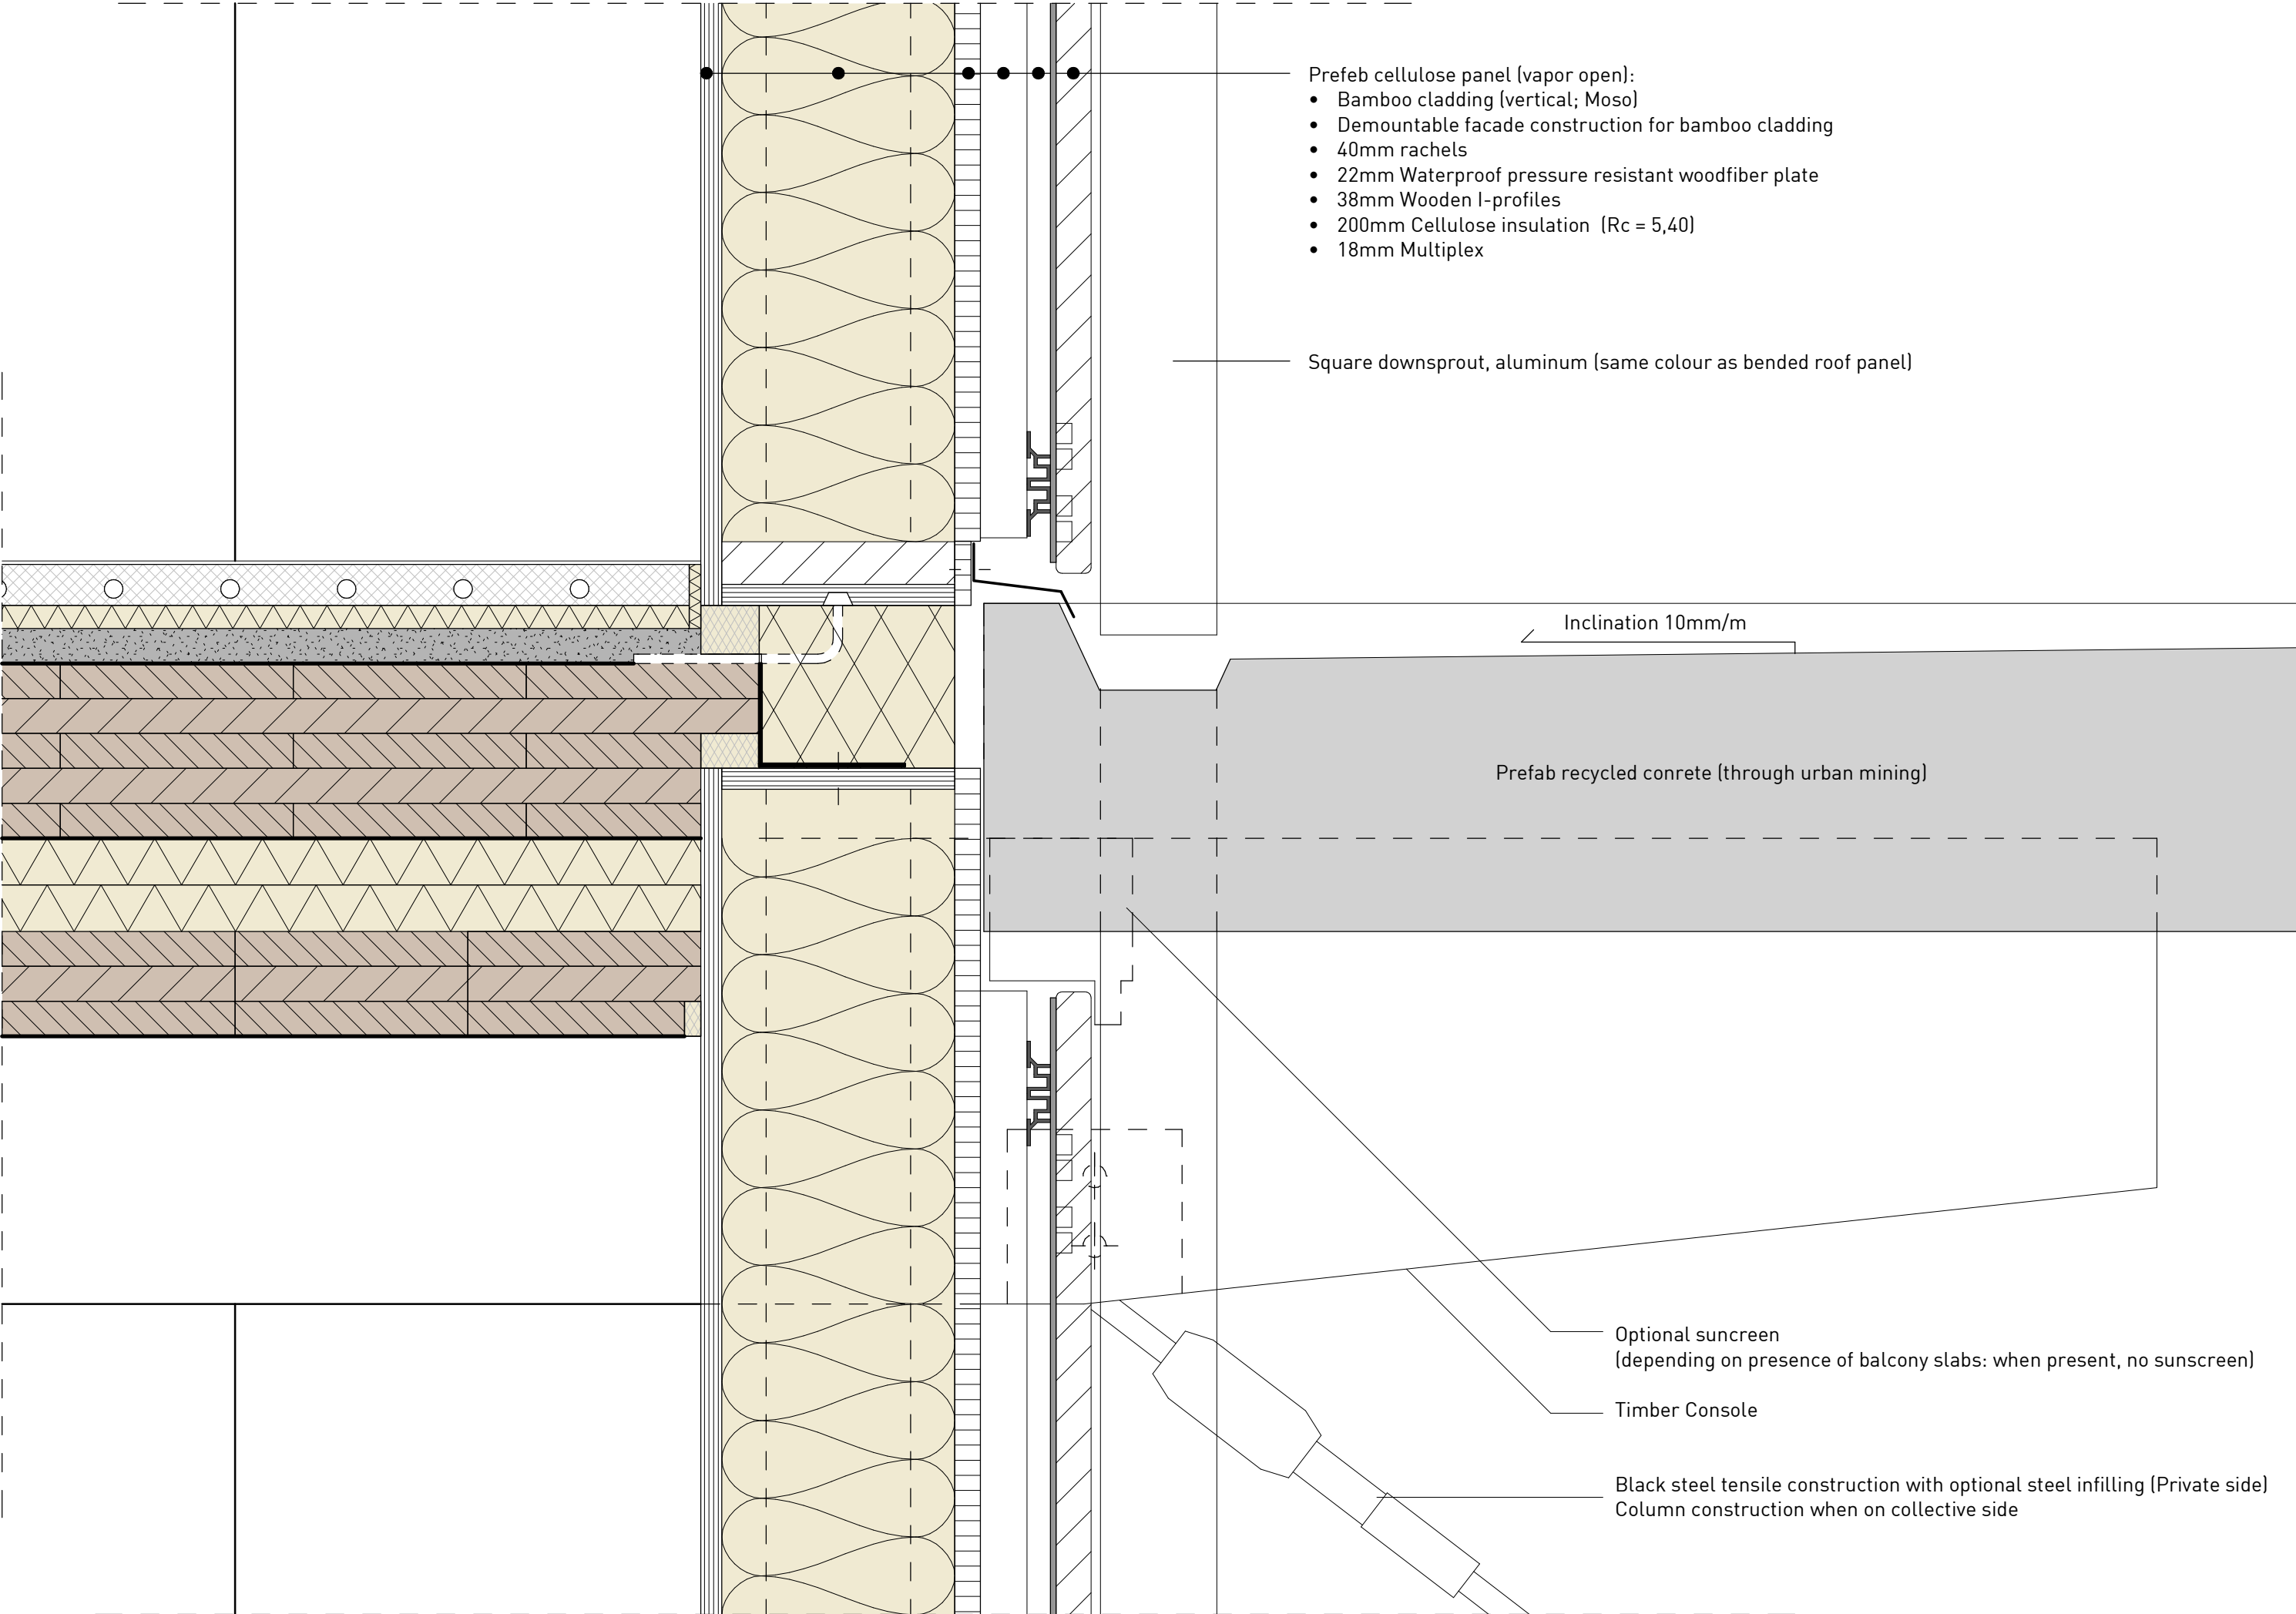 Prefeb cellulose panel (vapor open):
• Bamboo cladding (vertical; Moso)
• Demountable facade construction for bamboo cladding
• 40mm rachels
• 22mm Waterproof pressure resistant woodfiber plate
• 38mm Wooden I-profiles
• 200mm Cellulose insulation (Rc = 5,40)
• 18mm Multiplex
Square downsprout, aluminum (same colour as bended roof panel)
Inclination 10mm/m
Prefab recycled conrete (through urban mining)
Optional suncreen
(depending on presence of balcony slabs: when present, no sunscreen)
Timber Console
Black steel tensile construction with optional steel infilling (Private side)
Column construction when on collective side